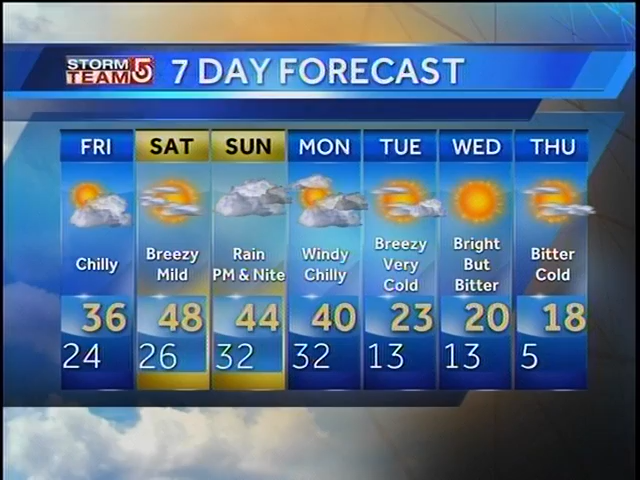 STORM
TEAM 5
7 DAY FORECAST
FRI SAT SUN MON TUE WED THU
Chilly
Breezy
Mild
Rain
PM & Nite
Windy
Chilly
Breezy
Very
Cold
Bright
But
Bitter
Bitter
Cold
36 48 44 40 23 20 18
24 26 32 32 13 13 5